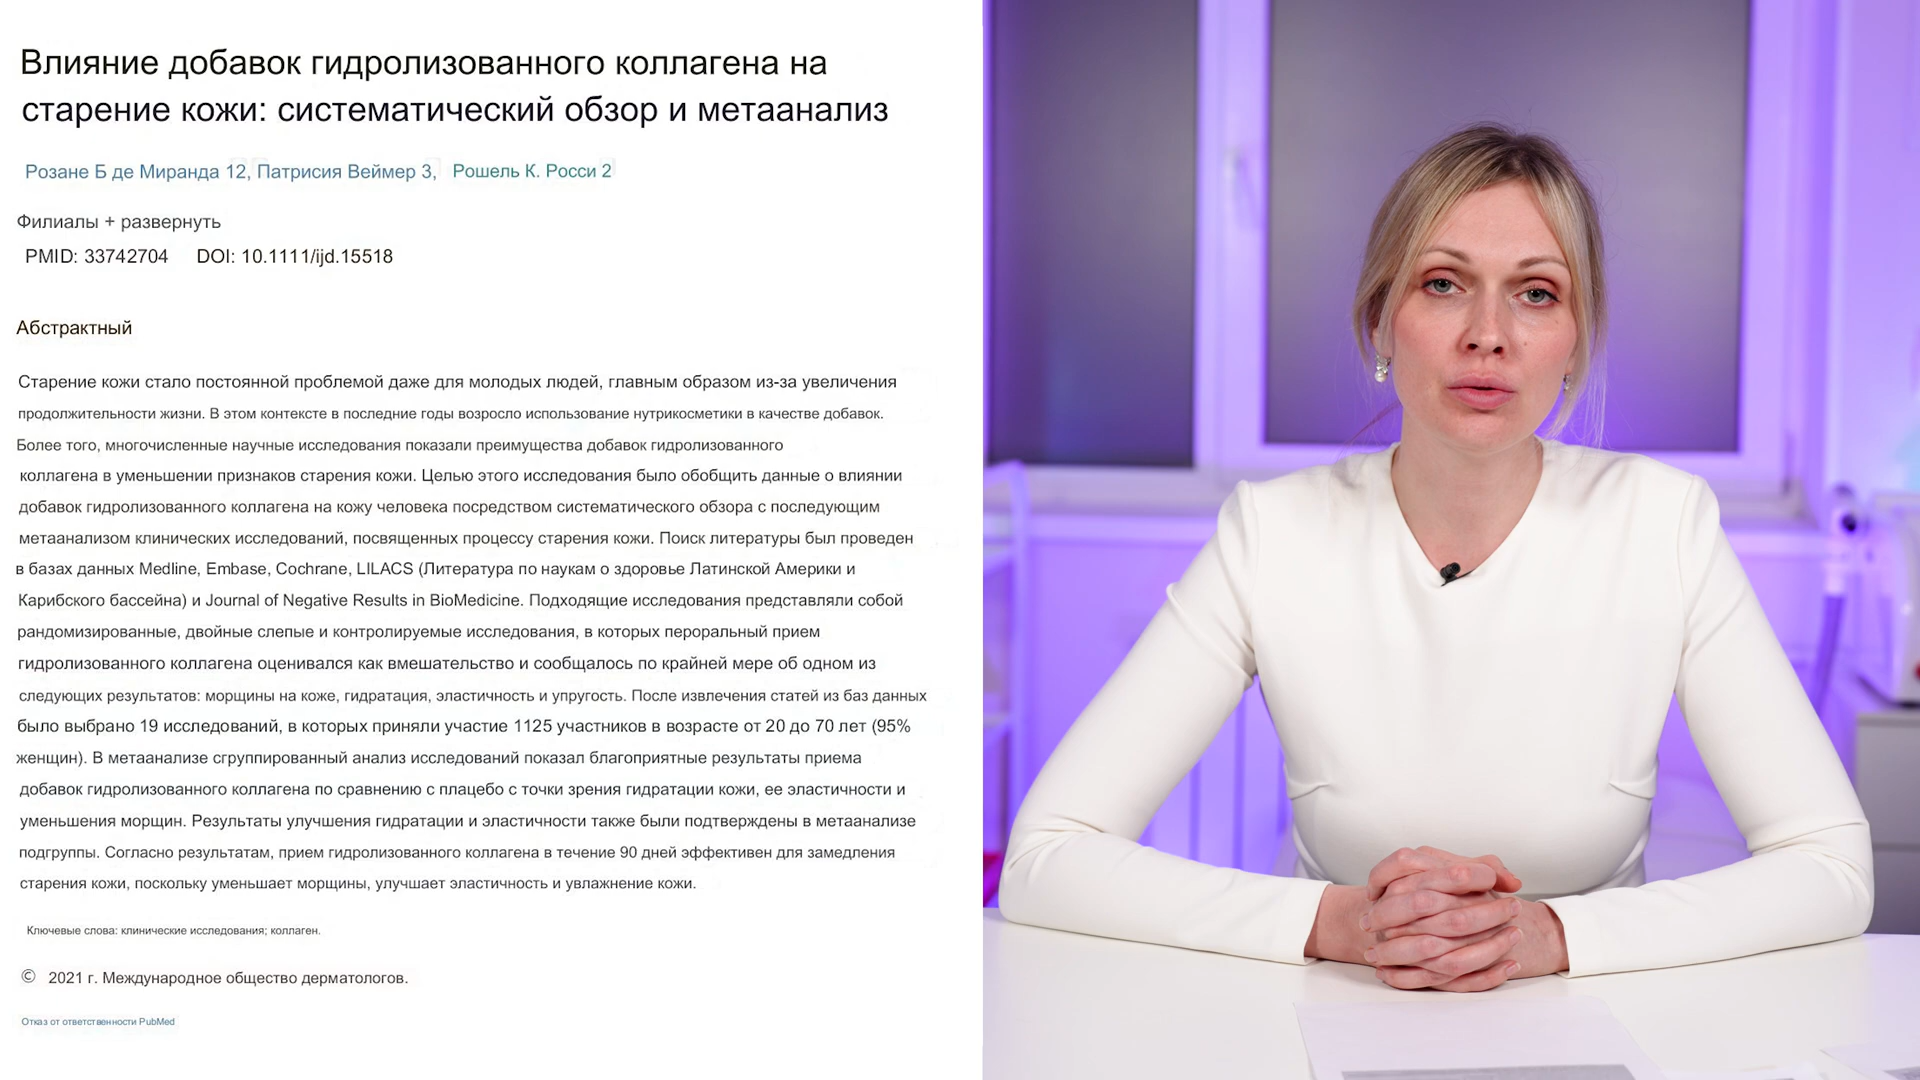 Влияние добавок гидролизованного коллагена на
старение кожи: систематический обзор и метаанализ
Розане Б де Миранда 12, Патрисия Веймер 3, Рошель К. Росси 2
Филиалы + развернуть
PMID: 33742704 DOI: 10.1111/ijd.15518
Абстрактный
Старение кожи стало постоянной проблемой даже для молодых людей, главным образом из-за увеличения
продолжительности жизни. В этом контексте в последние годы возросло использование нутрикосметики в качестве добавок.
Более того, многочисленные научные исследования показали преимущества добавок гидролизованного
коллагена в уменьшении признаков старения кожи. Целью этого исследования было обобщить данные о влиянии
добавок гидролизованного коллагена на кожу человека посредством систематического обзора с последующим
метаанализом клинических исследований, посвященных процессу старения кожи. Поиск литературы был проведен
в базах данных Medline, Embase, Cochrane, LILACS (Литература по наукам о здоровье Латинской Америки и
Карибского бассейна) и Journal of Negative Results in BioMedicine. Подходящие исследования представляли собой
рандомизированные, двойные слепые и контролируемые исследования, в которых пероральный прием
гидролизованного коллагена оценивался как вмешательство и сообщалось по крайней мере об одном из
следующих результатов: морщины на коже, гидратация, эластичность и упругость. После извлечения статей из баз данных
было выбрано 19 исследований, в которых приняли участие 1125 участников в возрасте от 20 до 70 лет (95%
женщин). В метаанализе сгруппированный анализ исследований показал благоприятные результаты приема
добавок гидролизованного коллагена по сравнению с плацебо с точки зрения гидратации кожи, ее эластичности и
уменьшения морщин. Результаты улучшения гидратации и эластичности также были подтверждены в метаанализе
подгруппы. Согласно результатам, прием гидролизованного коллагена в течение 90 дней эффективен для замедления
старения кожи, поскольку уменьшает морщины, улучшает эластичность и увлажнение кожи.
Ключевые слова: клинические исследования; коллаген.
© 2021 г. Международное общество дерматологов.
Отказ от ответственности PubMed